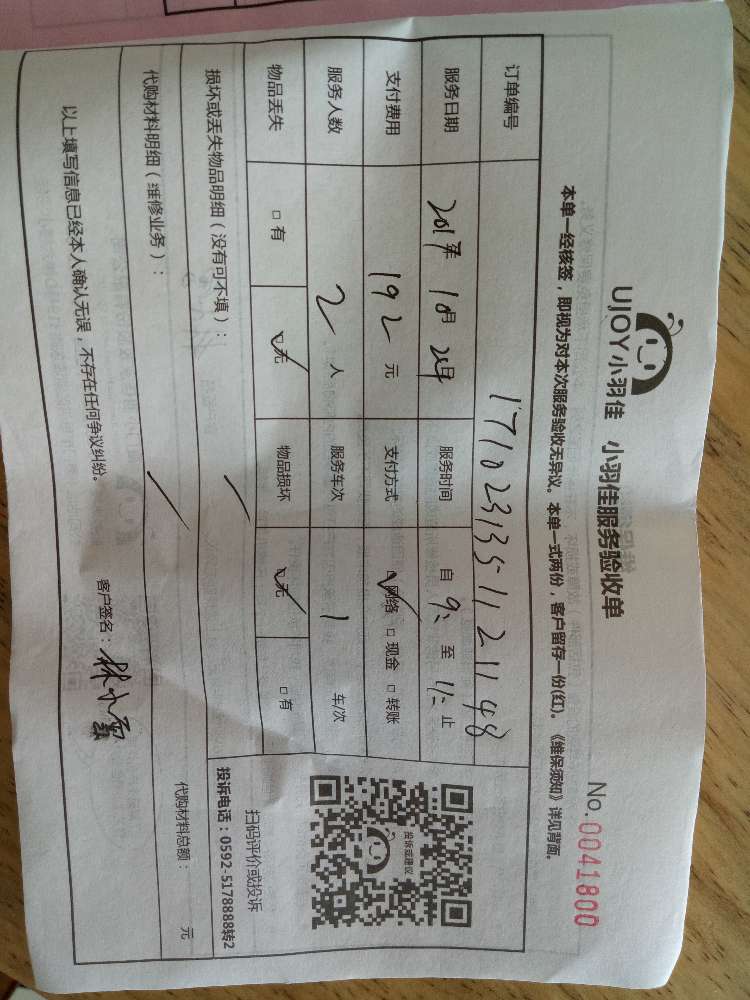 UJOY小羽佳 小羽佳服务验收单
No.0041800
本单一经核签，即视为对本次服务验收无异议。本单一式两份，客户留存一份(红)。《维保须知》详见背面。
订单编号 1710231351121148
服务日期 2017年 10月 24日 服务时间 自 9: 至 11: 止
支付费用 192 元 支付方式 ☑网络 □现金 □转账
服务人数 2 人 服务车次 1 车/次
物品丢失 □有 ☑无 物品损坏 ☑无 □有
投诉或建议
扫码评价或投诉
投诉电话：0592-5178888转2
损坏或丢失物品明细（没有可不填）： /
代购材料明细（维修业务）： / 代购材料总额： 元
以上填写信息已经本人确认无误，不存在任何争议纠纷。 客户签名：